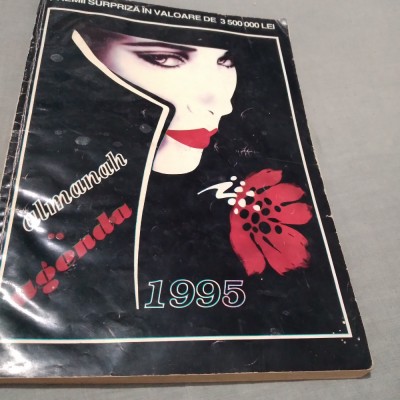 PREMII SURPRIZĂ ÎN VALOARE DE 3 500 000 LEI
almanah
agenda
1995